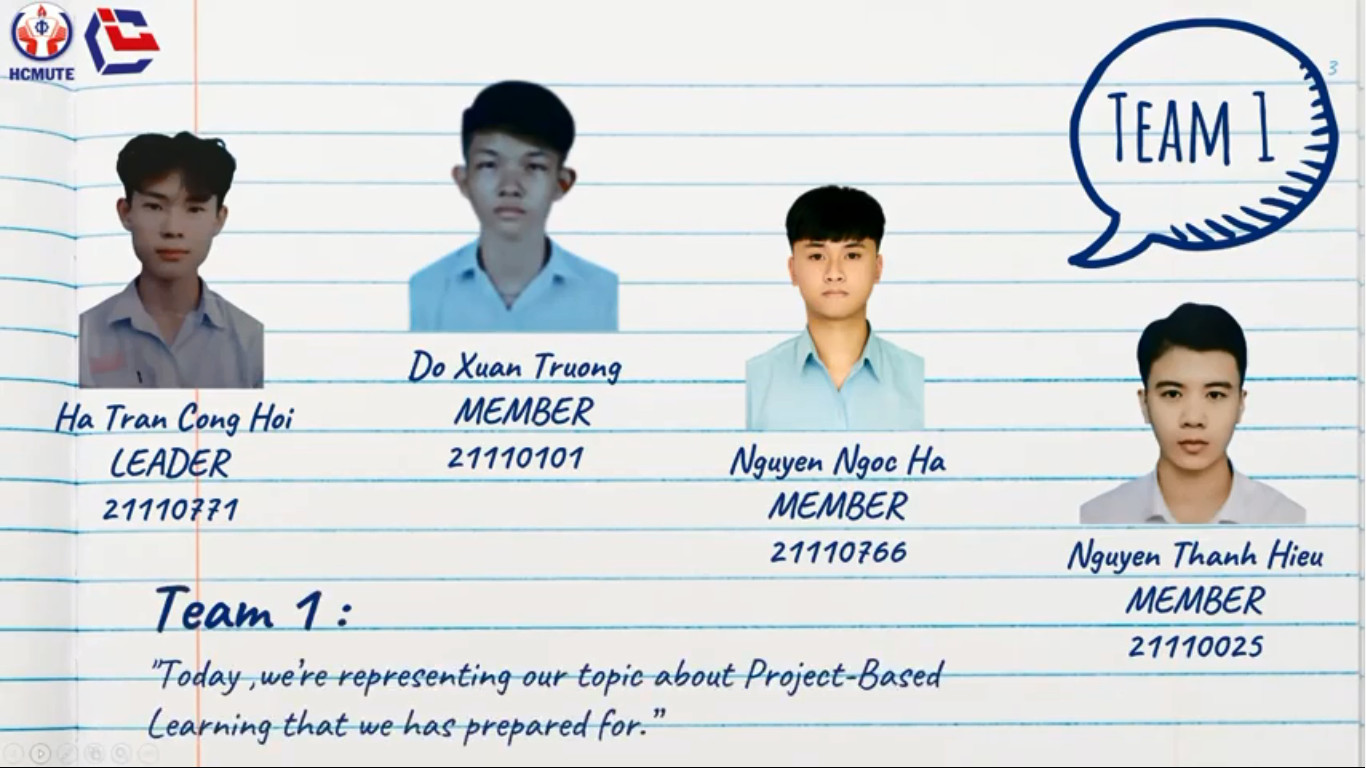 HCMUTE
3
TEAM 1
Ha Tran Cong Hoi
LEADER
21110771
Do Xuan Truong
MEMBER
21110101
Nguyen Ngoc Ha
MEMBER
21110766
Nguyen Thanh Hieu
MEMBER
21110025
Team 1 :
"Today ,we're representing our topic about Project-Based
Learning that we has prepared for.”